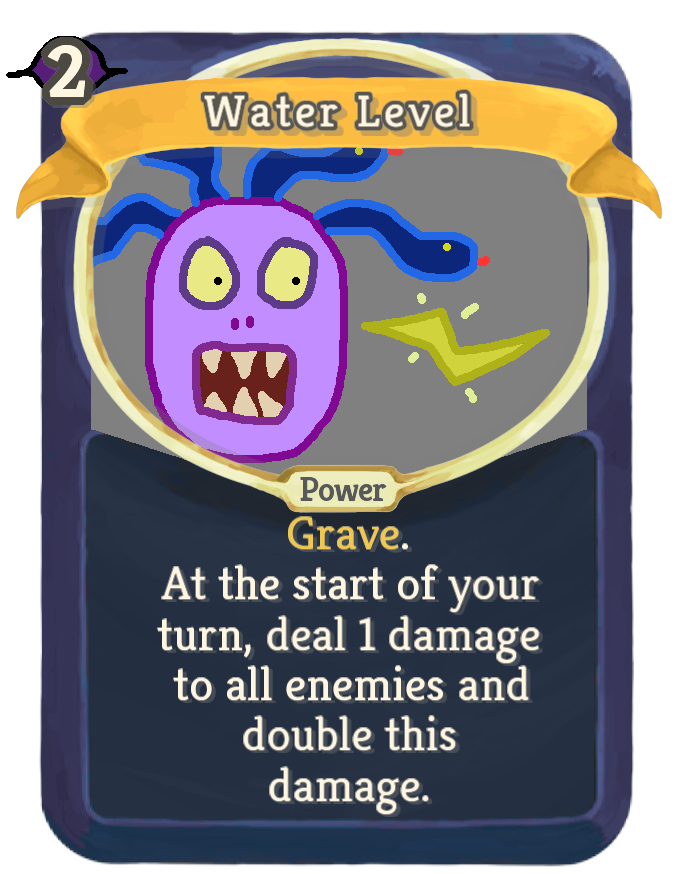 2
Water Level
Power
Grave.
At the start of your
turn, deal 1 damage
to all enemies and
double this
damage.